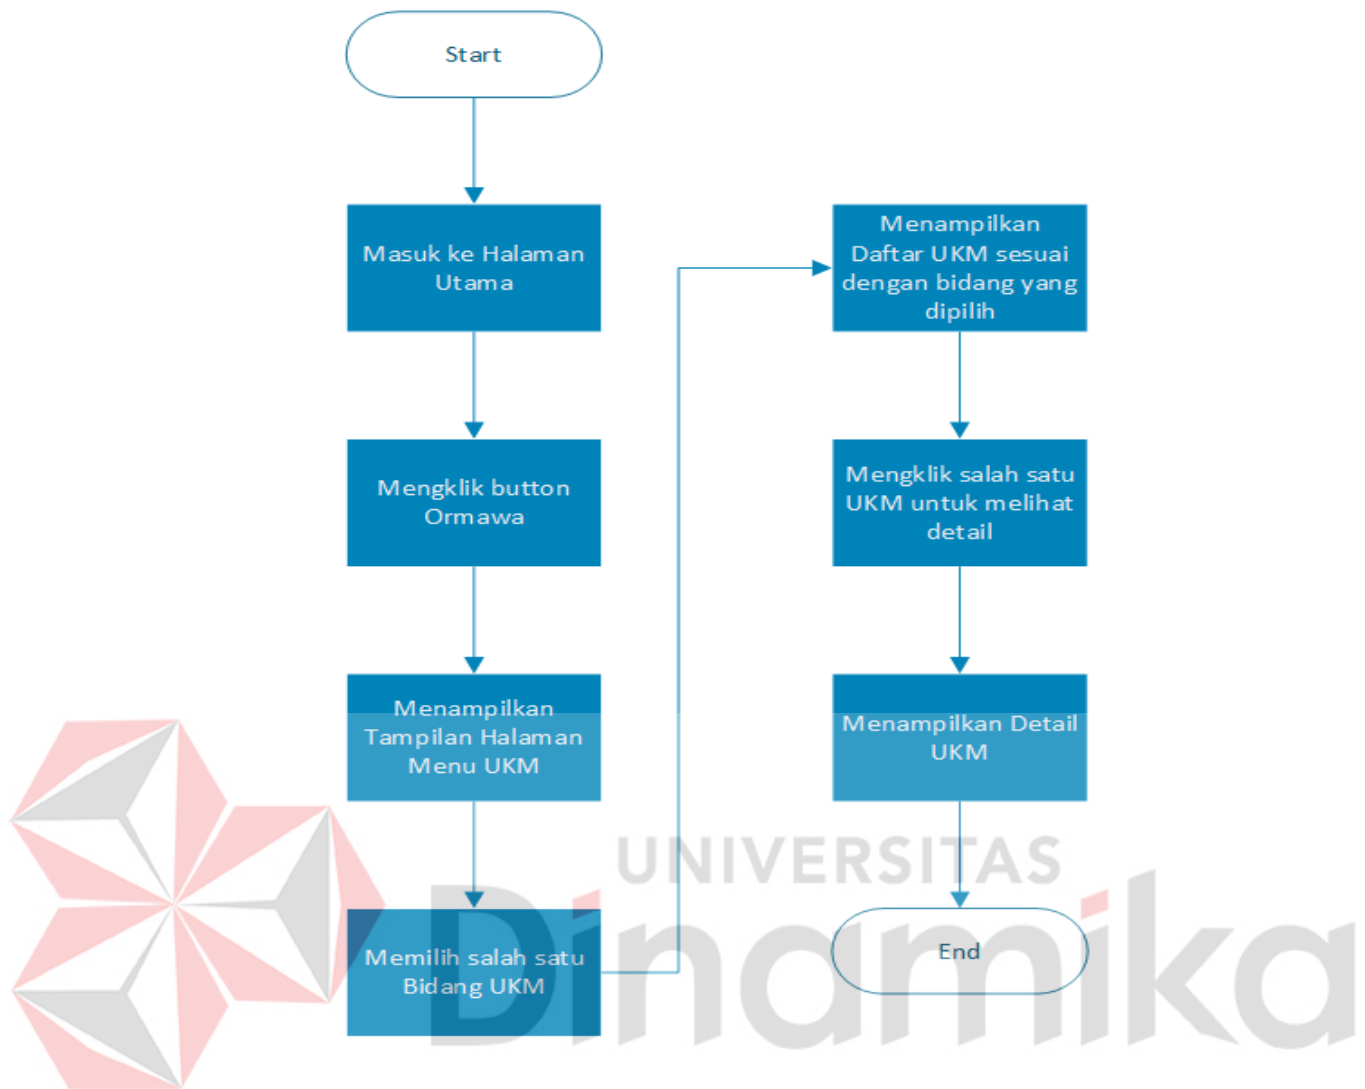 Start
Masuk ke Halaman
Utama
Mengklik button
Ormawa
Menampilkan
Tampilan Halaman
Menu UKM
Memilih salah satu
Bidang UKM
Menampilkan
Daftar UKM sesuai
dengan bidang yang
dipilih
Mengklik salah satu
UKM untuk melihat
detail
Menampilkan Detail
UKM
End
UNIVERSITAS
Dinamika